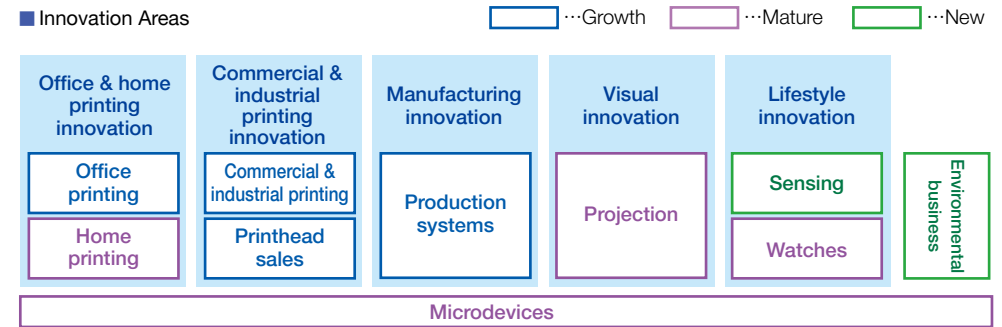 ■ Innovation Areas
…Growth
…Mature
…New
Office & home
printing
innovation
Commercial &
industrial
printing
innovation
Manufacturing
innovation
Visual
innovation
Lifestyle
innovation
Office
printing
Home
printing
Commercial &
industrial printing
Printhead
sales
Production
systems
Projection
Sensing
Watches
Environmental
business
Microdevices